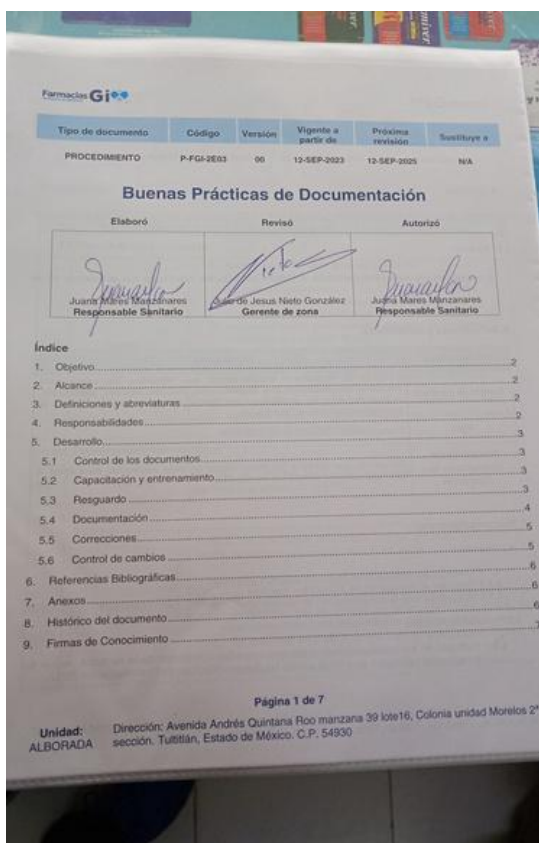 Farmacias Gi
Tipo de documento Código Versión Vigente a partir de Próxima revisión Sustituye a
PROCEDIMIENTO P-FGI-2E03 00 12-SEP-2023 12-SEP-2025 N/A
Buenas Prácticas de Documentación
Elaboró Revisó Autorizó
Juana Mares Manzanares de Jesus Nieto González Juana Mares Manzanares
Responsable Sanitario Gerente de zona Responsable Sanitario
Índice
1. Objetivo 2
2. Alcance 2
3. Definiciones y abreviaturas 2
4. Responsabilidades 2
5. Desarrollo 3
5.1 Control de los documentos 3
5.2 Capacitación y entrenamiento 3
5.3 Resguardo 3
5.4 Documentación 4
5.5 Correcciones 5
5.6 Control de cambios 5
6. Referencias Bibliográficas 6
7. Anexos 6
8. Histórico del documento 6
9. Firmas de Conocimiento
Página 1 de 7
Unidad: Dirección: Avenida Andrés Quintana Roo manzana 39 lote16, Colonia unidad Morelos 2ª
ALBORADA sección. Tultitlán, Estado de México. C.P. 54930